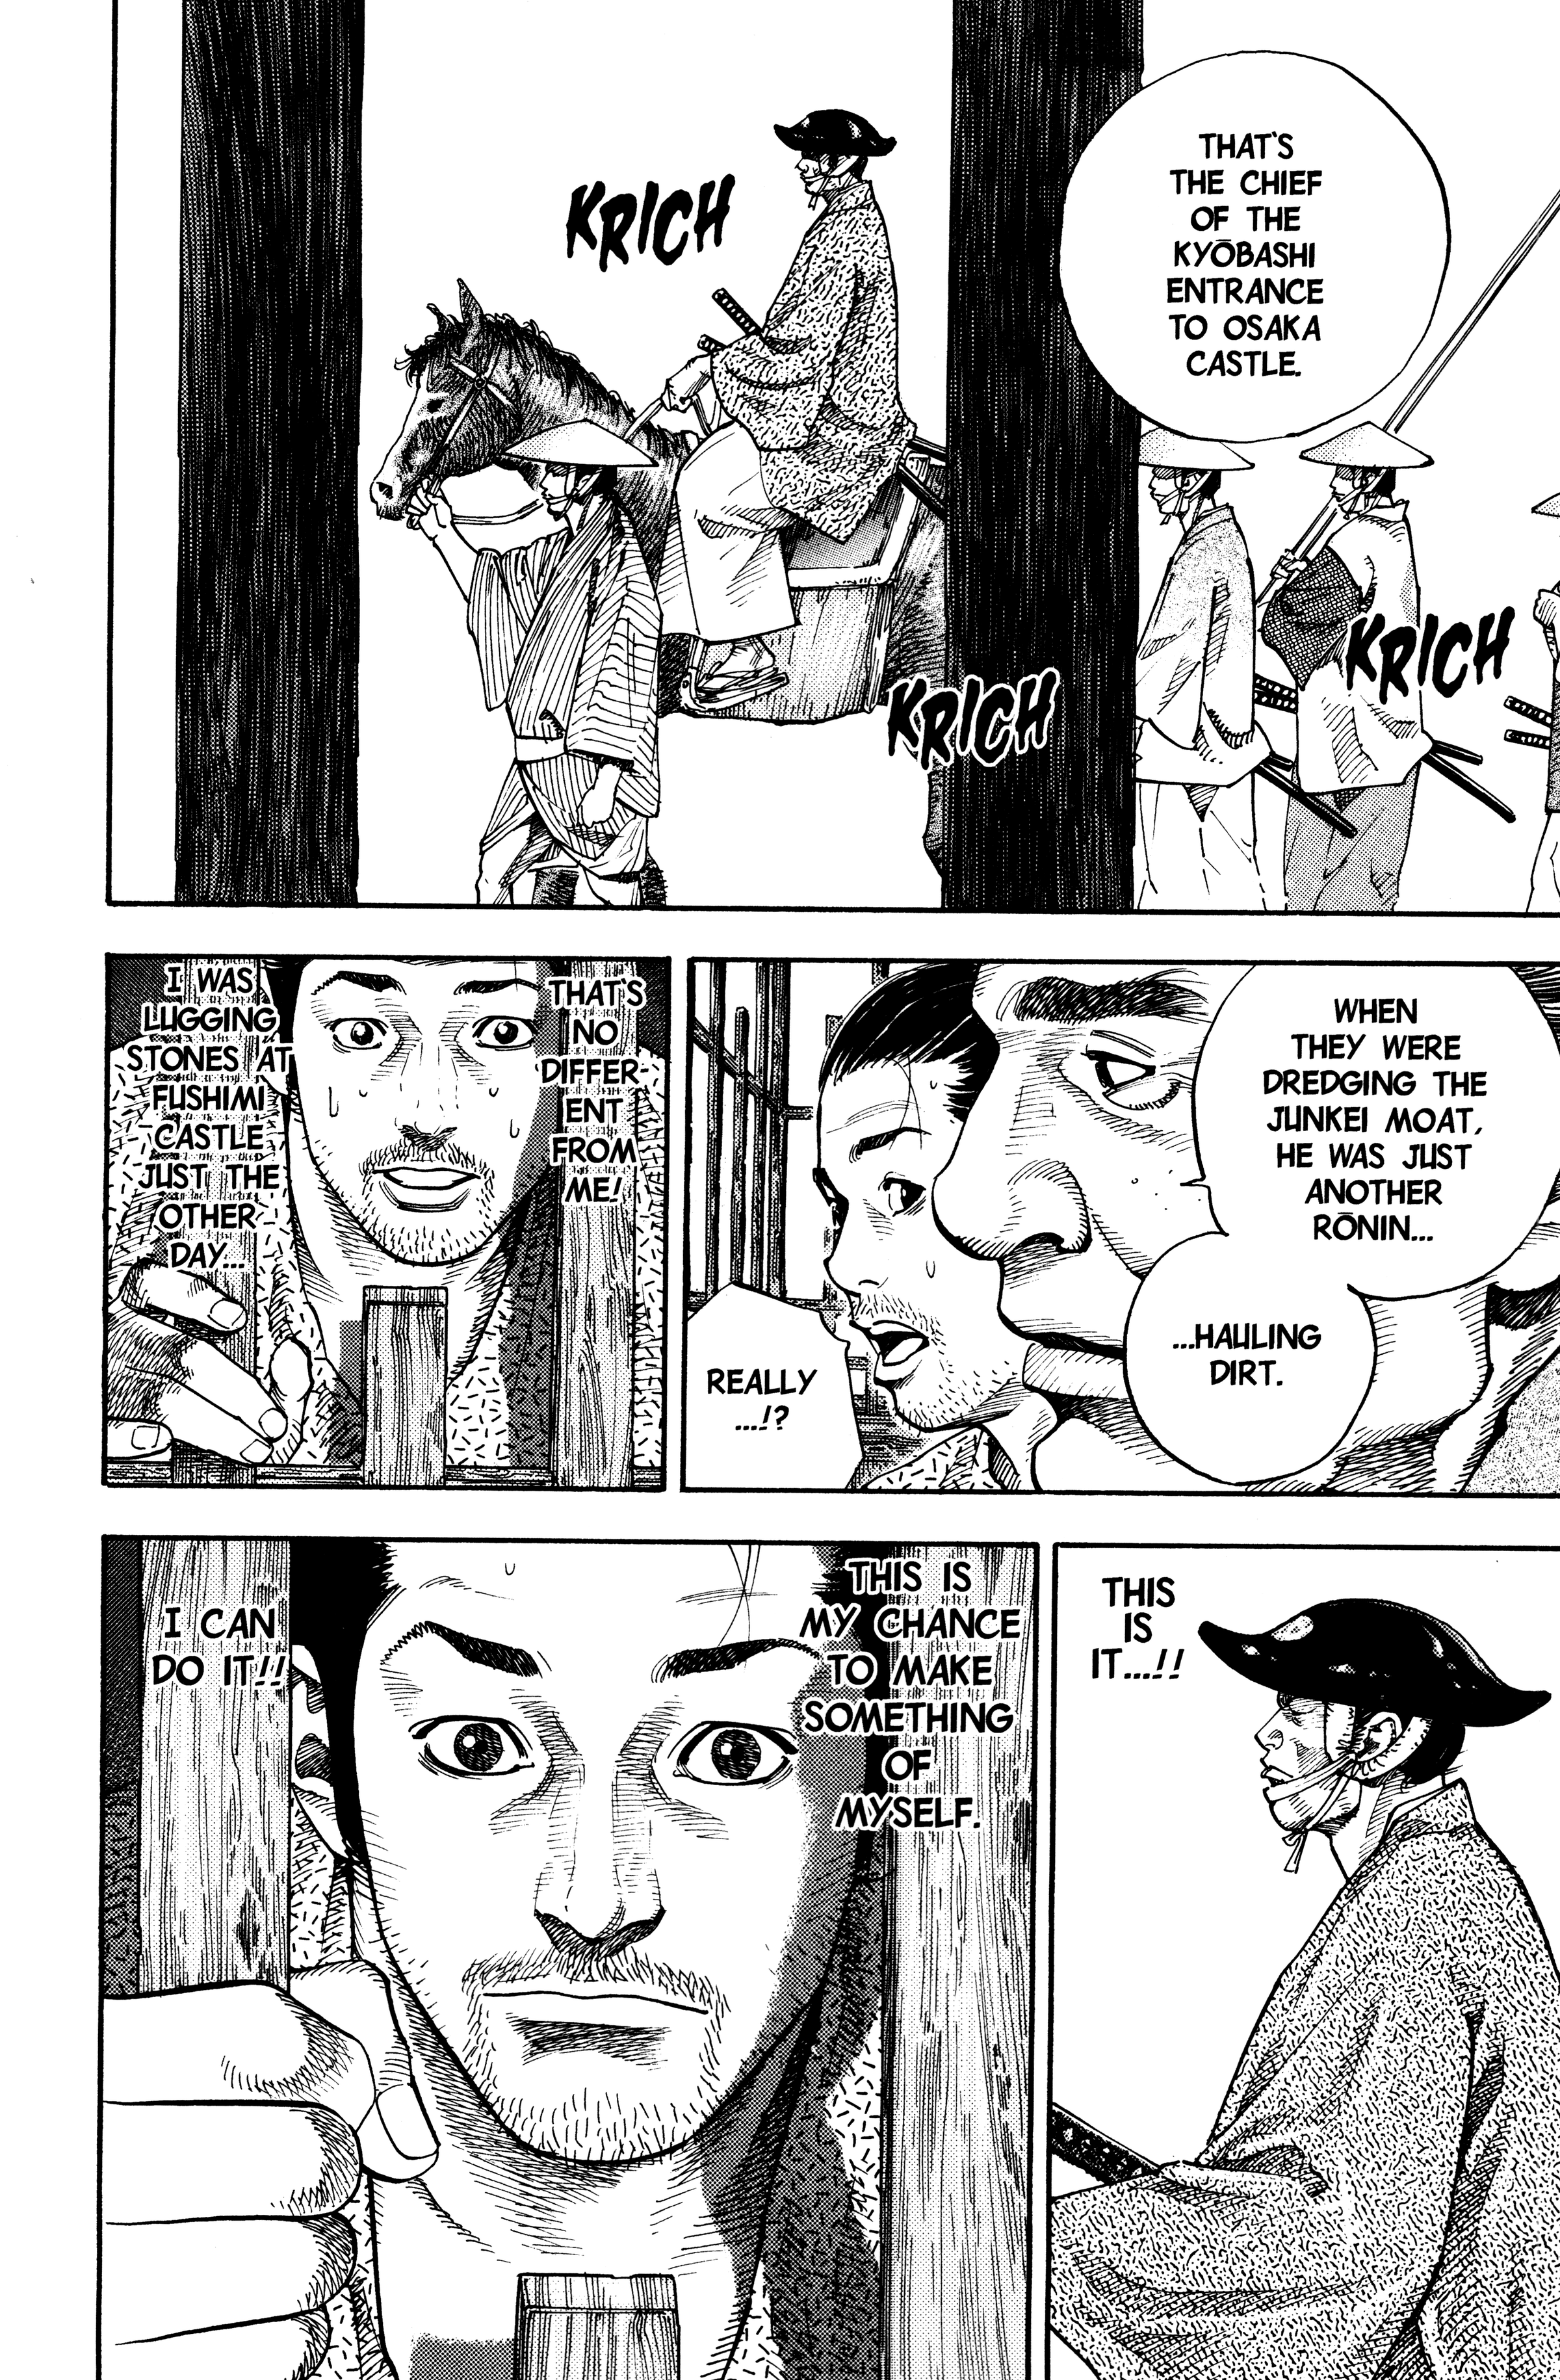 THAT'S
THE CHIEF
OF THE
KYŌBASHI
ENTRANCE
TO OSAKA
CASTLE.
KRICH
KRICH
KRICH
WHEN
THEY WERE
DREDGING THE
JUNKEI MOAT,
HE WAS JUST
ANOTHER
RŌNIN...
...HAULING
DIRT.
REALLY
...!?
THAT'S
NO
DIFFER-
ENT
FROM
ME!
I WAS
LUGGING
STONES AT
FUSHIMI
CASTLE
JUST THE
OTHER
DAY...
THIS
IS
IT...!!
THIS IS
MY CHANCE
TO MAKE
SOMETHING
OF
MYSELF.
I CAN
DO IT!!